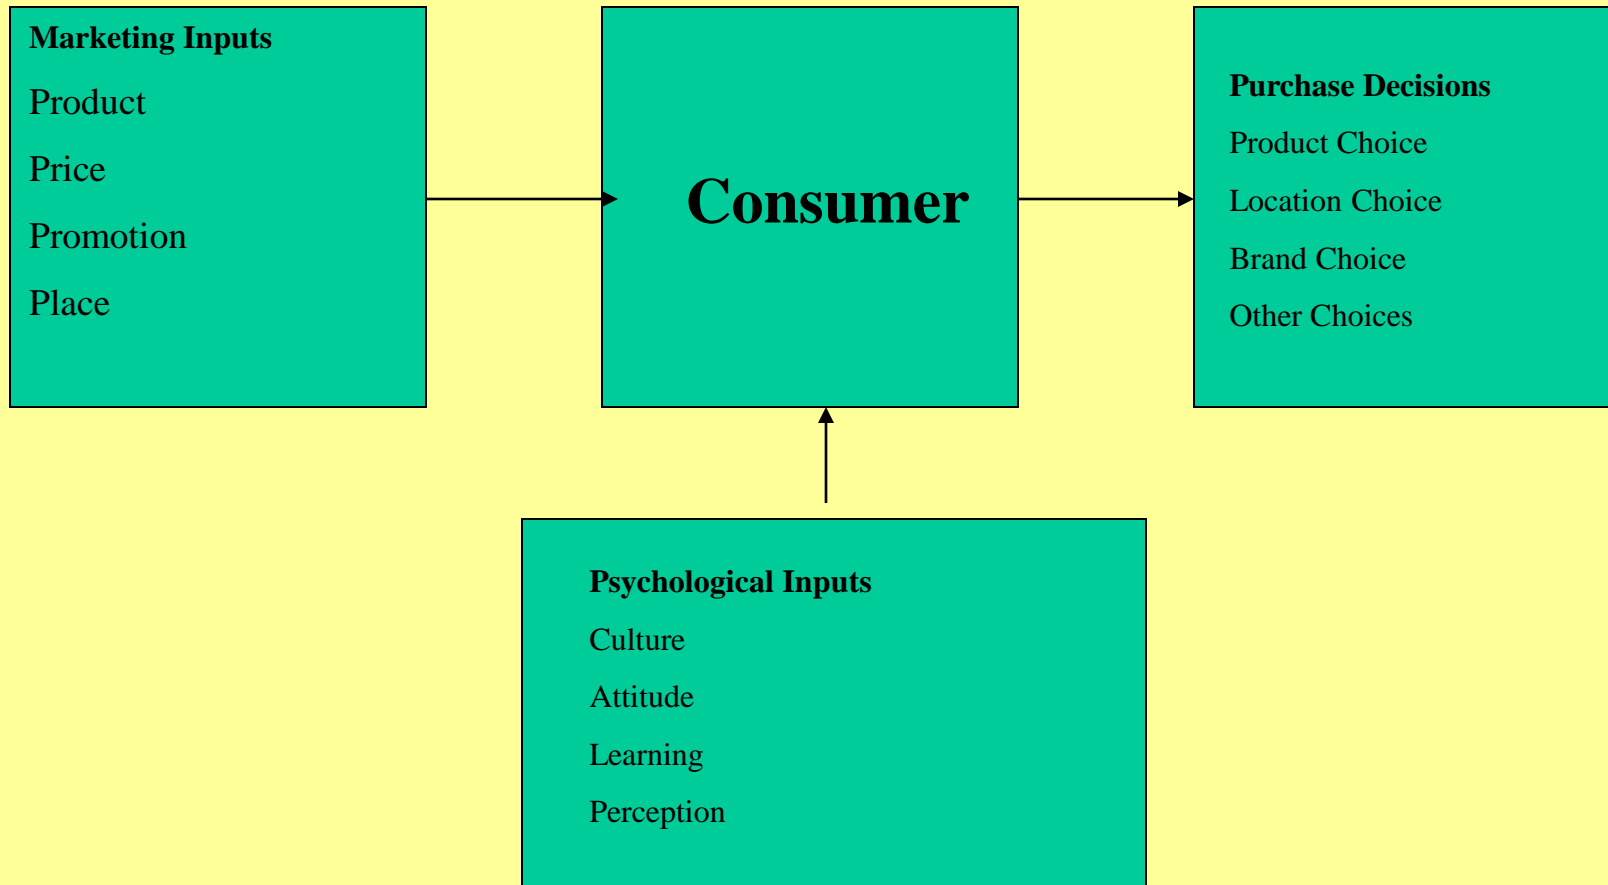 Marketing Inputs
Product
Price
Promotion
Place
Consumer
Purchase Decisions
Product Choice
Location Choice
Brand Choice
Other Choices
Psychological Inputs
Culture
Attitude
Learning
Perception